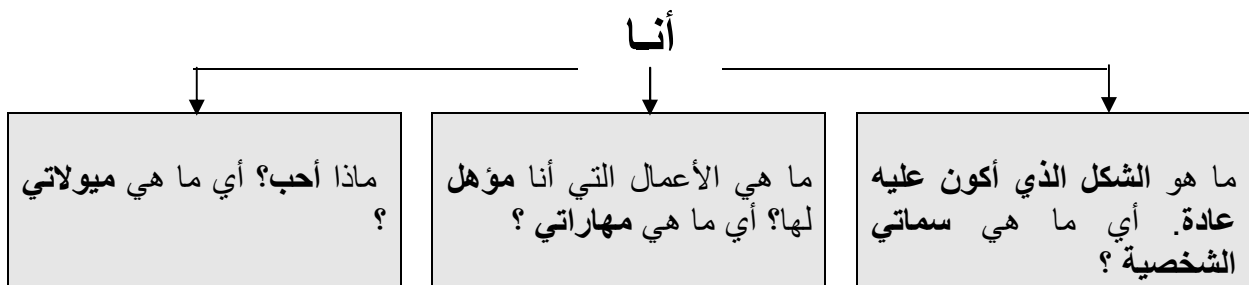 أنـا
ما هو الشكل الذي أكون عليه
عادة. أي ما هي سماتي
الشخصية ؟
ما هي الأعمال التي أنا مؤهل
لها؟ أي ما هي مهاراتي ؟
ماذا أحب؟ أي ما هي ميولاتي
؟